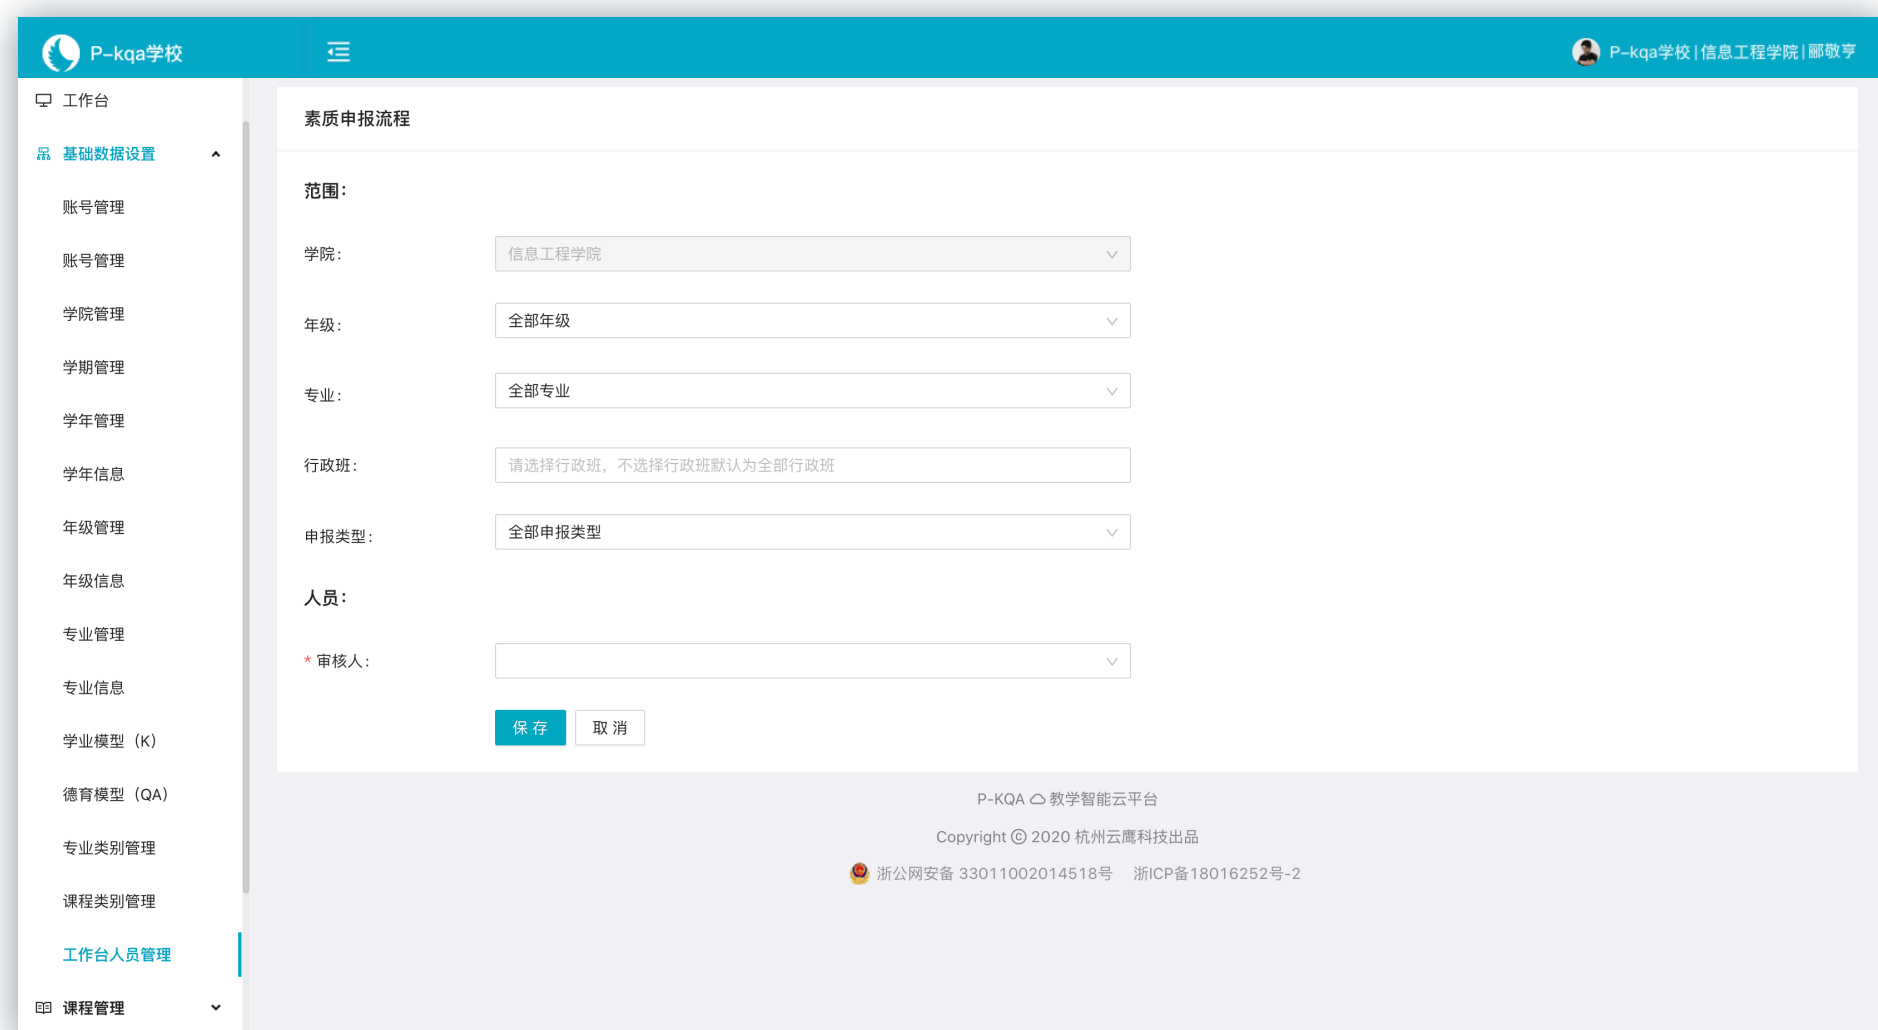 P-kqa学校
P-kqa学校|信息工程学院|郦敬亨
工作台
基础数据设置
账号管理
账号管理
学院管理
学期管理
学年管理
学年信息
年级管理
年级信息
专业管理
专业信息
学业模型（K）
德育模型（QA）
专业类别管理
课程类别管理
工作台人员管理
课程管理
素质申报流程
范围：
学院： 信息工程学院
年级： 全部年级
专业： 全部专业
行政班： 请选择行政班，不选择行政班默认为全部行政班
申报类型： 全部申报类型
人员：
* 审核人：
保 存 取 消
P-KQA 教学智能云平台
Copyright © 2020 杭州云鹰科技出品
浙公网安备 33011002014518号 浙ICP备18016252号-2